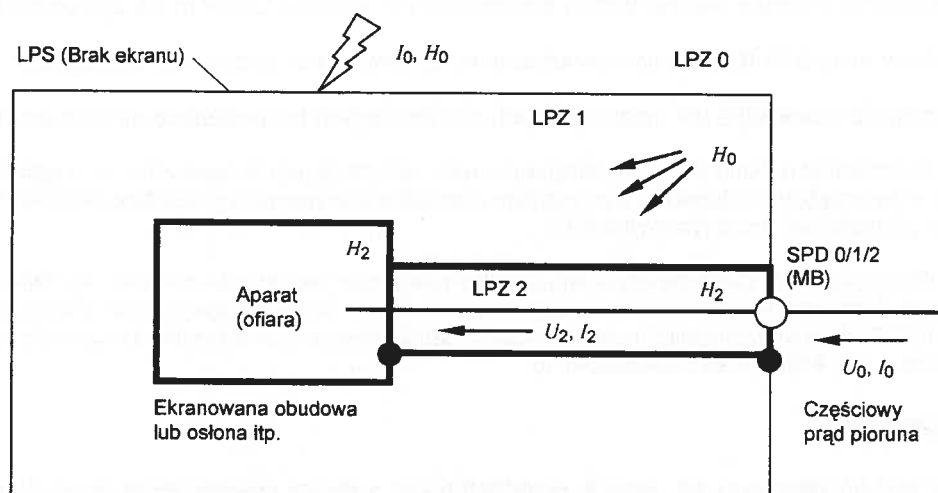 LPS (Brak ekranu)
I0, H0
LPZ 0
LPZ 1
H0
SPD 0/1/2
(MB)
H2
Aparat
(ofiara)
LPZ 2
H2
U2, I2
U0, I0
Ekranowana obudowa
lub osłona itp.
Częściowy
prąd pioruna